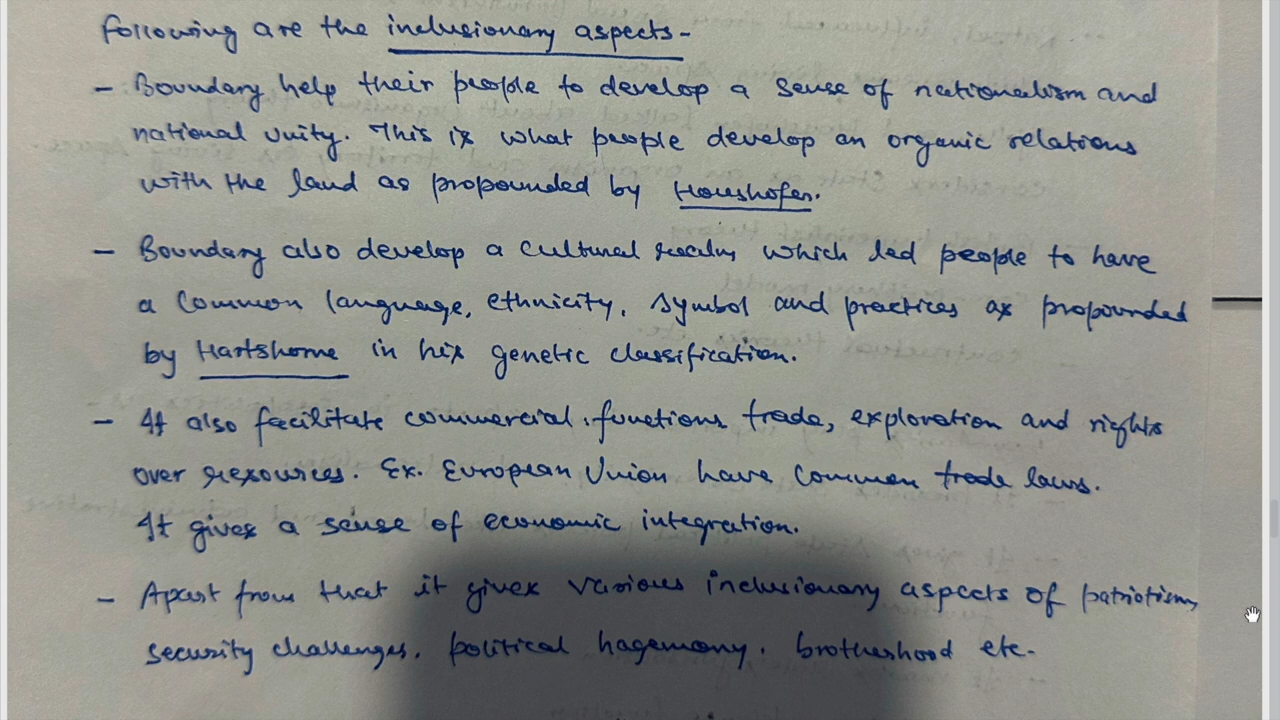 Following are the inclusionary aspects-
- Boundary help their people to develop a sense of nationalism and
national unity. This is what people develop an organic relations
with the land as propounded by Houshofer.
- Boundary also develop a cultural realm which led people to have
a common language, ethnicity, symbol and practices as propounded
by Hartshorne in his genetic classification.
- It also facilitate commercial functions trade, exploration and rights
over resources. Ex. European Union have common trade laws.
It gives a sense of economic integration.
- Apart from that it gives various inclusionary aspects of patriotism,
security challenges, political hagemony, brotherhood etc.